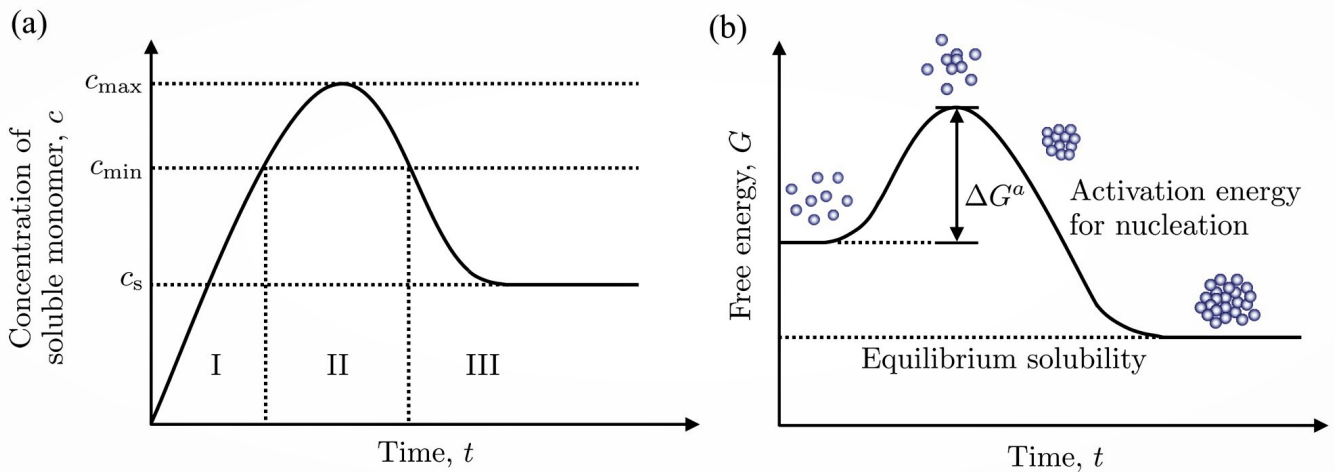 (a)
Concentration of
soluble monomer, c
c_max
c_min
c_s
I
II
III
Time, t
(b)
Free energy, G
ΔG^a
Activation energy
for nucleation
Equilibrium solubility
Time, t